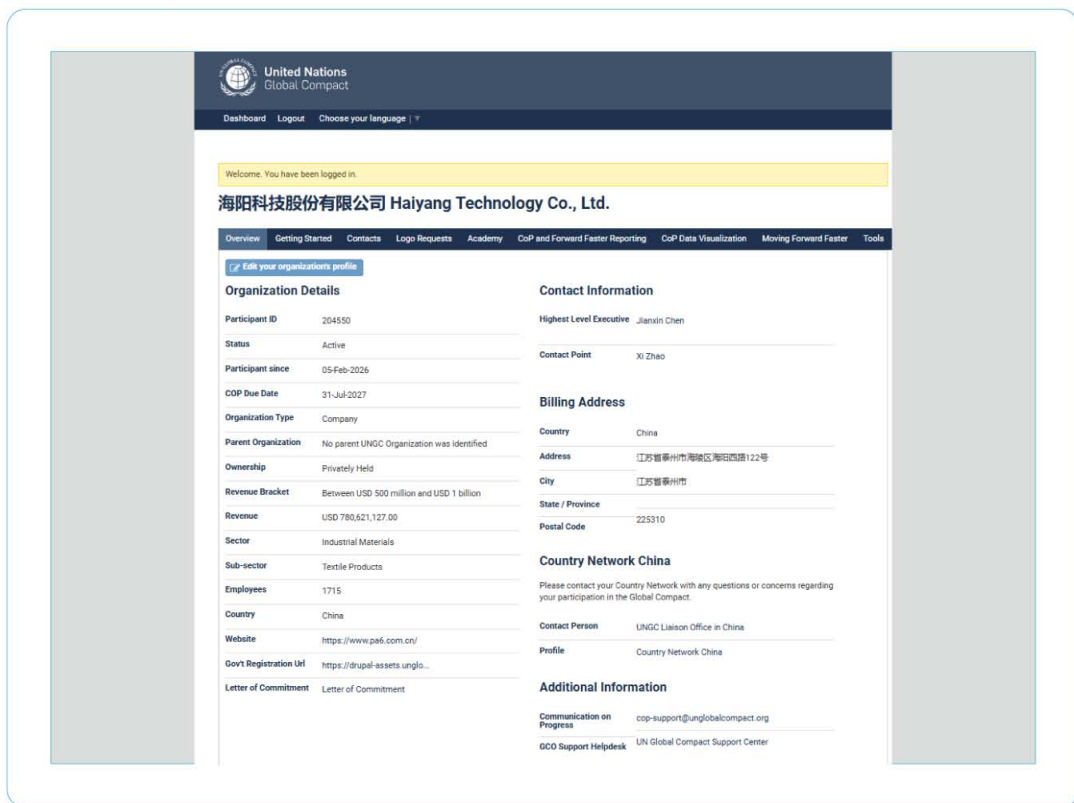 United Nations
Global Compact
Dashboard Logout Choose your language | ▼
Welcome. You have been logged in.
海阳科技股份有限公司 Haiyang Technology Co., Ltd.
Overview Getting Started Contacts Logo Requests Academy CoP and Forward Faster Reporting CoP Data Visualization Moving Forward Faster Tools
Edit your organization's profile
Organization Details
Participant ID 204550
Status Active
Participant since 05-Feb-2026
COP Due Date 31-Jul-2027
Organization Type Company
Parent Organization No parent UNGC Organization was identified
Ownership Privately Held
Revenue Bracket Between USD 500 million and USD 1 billion
Revenue USD 780,621,127.00
Sector Industrial Materials
Sub-sector Textile Products
Employees 1715
Country China
Website https://www.pa6.com.cn/
Gov't Registration Url https://drupal-assets.unglo...
Letter of Commitment Letter of Commitment
Contact Information
Highest Level Executive Jianxin Chen
Contact Point Xi Zhao
Billing Address
Country China
Address 江苏省泰州市海陵区海阳西路122号
City 江苏省泰州市
State / Province
Postal Code 225310
Country Network China
Please contact your Country Network with any questions or concerns regarding
your participation in the Global Compact.
Contact Person UNGC Liaison Office in China
Profile Country Network China
Additional Information
Communication on
Progress cop-support@unglobalcompact.org
GCO Support Helpdesk UN Global Compact Support Center